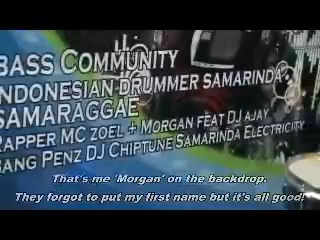 BASS COMMUNITY
INDONESIAN DRUMMER SAMARINDA
SAMARAGGAE
RAPPER MC ZOEL + MORGAN FEAT DJ AJAY
BANG PENZ DJ CHIPTUNE SAMARINDA ELECTRICITY
That's me 'Morgan' on the backdrop.
They forgot to put my first name but it's all good!